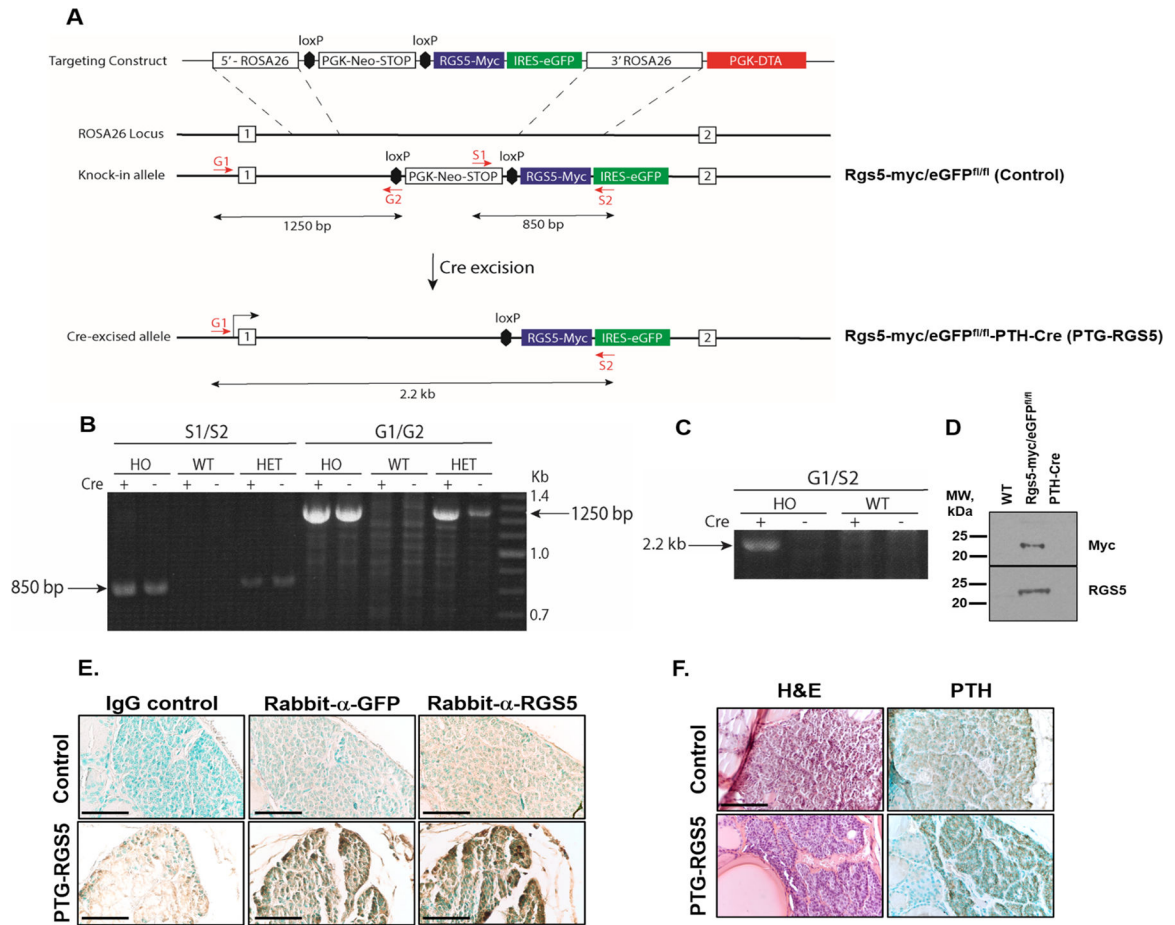 A
Targeting Construct
loxP loxP
5'-ROSA26 PGK-Neo-STOP RGS5-Myc IRES-eGFP 3'ROSA26 PGK-DTA
ROSA26 Locus 1 2
loxP S1 loxP
G1
Knock-in allele 1 PGK-Neo-STOP RGS5-Myc IRES-eGFP 2 Rgs5-myc/eGFPfl/fl (Control)
G2 S2
1250 bp 850 bp
Cre excision
loxP
G1
Cre-excised allele 1 RGS5-Myc IRES-eGFP 2 Rgs5-myc/eGFPfl/fl-PTH-Cre (PTG-RGS5)
S2
2.2 kb
B
S1/S2 G1/G2
HO WT HET HO WT HET
Kb
Cre + - + - + - + - + - + -
1.4
1250 bp
1.0
850 bp
0.7
C
G1/S2
HO WT
Cre + - + -
2.2 kb
D
WT
Rgs5-myc/eGFPfl/fl
PTH-Cre
MW,
kDa
25
20
Myc
25
20
RGS5
E.
IgG control Rabbit-α-GFP Rabbit-α-RGS5
Control
PTG-RGS5
F.
H&E PTH
Control
PTG-RGS5